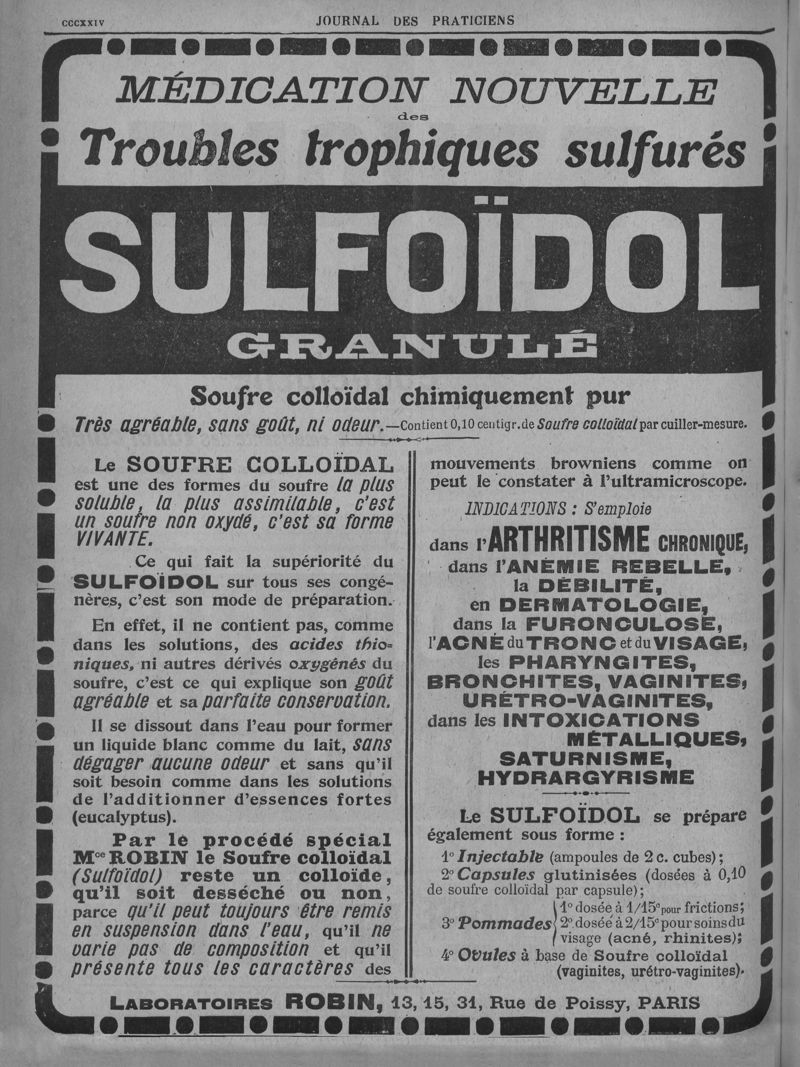 CCCXXIV
JOURNAL DES PRATICIENS
MÉDICATION NOUVELLE
des
Troubles trophiques sulfurés
SULFOÏDOL
GRANULÉ
Soufre colloïdal chimiquement pur
Très agréable, sans goût, ni odeur.—Contient 0,10 centigr. de Soufre colloïdal par cuiller-mesure.
Le SOUFRE COLLOÏDAL
est une des formes du soufre la plus
soluble, la plus assimilable, c'est
un soufre non oxydé, c'est sa forme
VIVANTE.
Ce qui fait la supériorité du
SULFOÏDOL sur tous ses congé-
nères, c'est son mode de préparation.
En effet, il ne contient pas, comme
dans les solutions, des acides thio-
niques, ni autres dérivés oxygénés du
soufre, c'est ce qui explique son goût
agréable et sa parfaite conservation.
Il se dissout dans l'eau pour former
un liquide blanc comme du lait, sans
dégager aucune odeur et sans qu'il
soit besoin comme dans les solutions
de l'additionner d'essences fortes
(eucalyptus).
Par le procédé spécial
Mce ROBIN le Soufre colloïdal
(Sulfoïdol) reste un colloïde,
qu'il soit desséché ou non,
parce qu'il peut toujours être remis
en suspension dans l'eau, qu'il ne
varie pas de composition et qu'il
présente tous les caractères des
mouvements browniens comme on
peut le constater à l'ultramicroscope.
INDICATIONS : S'emploie
dans l'ARTHRITISME CHRONIQUE,
dans l'ANÉMIE REBELLE,
la DÉBILITÉ,
en DERMATOLOGIE,
dans la FURONCULOSE,
l'ACNÉ du TRONC et du VISAGE,
les PHARYNGITES,
BRONCHITES, VAGINITES,
URÉTRO-VAGINITES,
dans les INTOXICATIONS
MÉTALLIQUES,
SATURNISME,
HYDRARGYRISME
Le SULFOÏDOL se prépare
également sous forme :
1° Injectable (ampoules de 2 c. cubes) ;
2° Capsules glutinisées (dosées à 0,10
de soufre colloïdal par capsule) ;
3° Pommades { 1° dosée à 1/15e pour frictions ;
2° dosée à 2/15e pour soins du
visage (acné, rhinites) ;
4° Ovules à base de Soufre colloïdal
(vaginites, urétro-vaginites).
LABORATOIRES ROBIN, 13, 15, 31, Rue de Poissy, PARIS